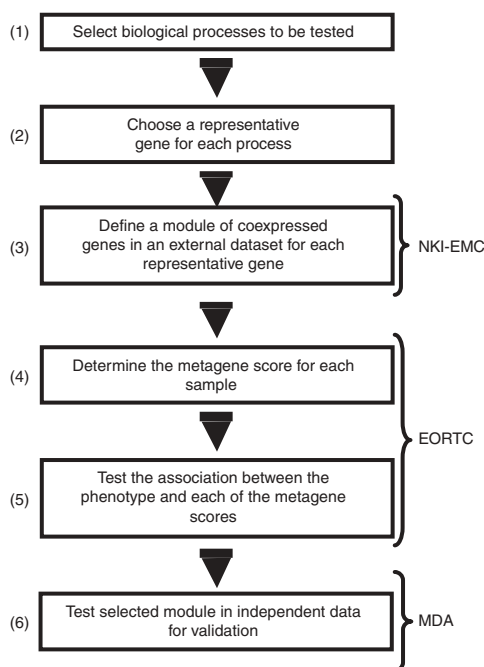 (1) Select biological processes to be tested
(2) Choose a representative
gene for each process
(3) Define a module of coexpressed
genes in an external dataset for each
representative gene
NKI-EMC
(4) Determine the metagene score for each
sample
(5) Test the association between the
phenotype and each of the metagene
scores
EORTC
(6) Test selected module in independent data
for validation
MDA